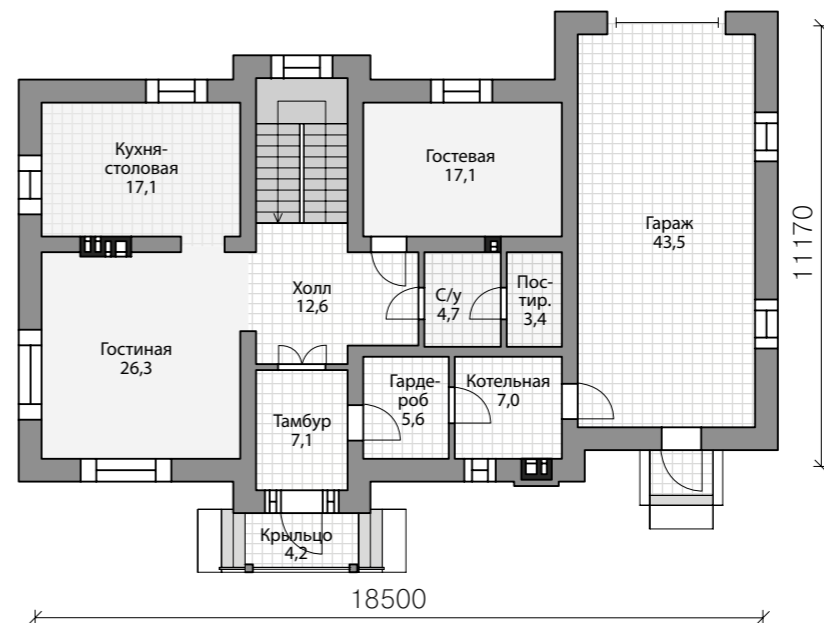 Кухня-
столовая
17,1
Гостевая
17,1
Гараж
43,5
11170
Холл
12,6
С/у
4,7
Пос-
тир.
3,4
Гостиная
26,3
Гарде-
роб
5,6
Котельная
7,0
Тамбур
7,1
Крыльцо
4,2
18500